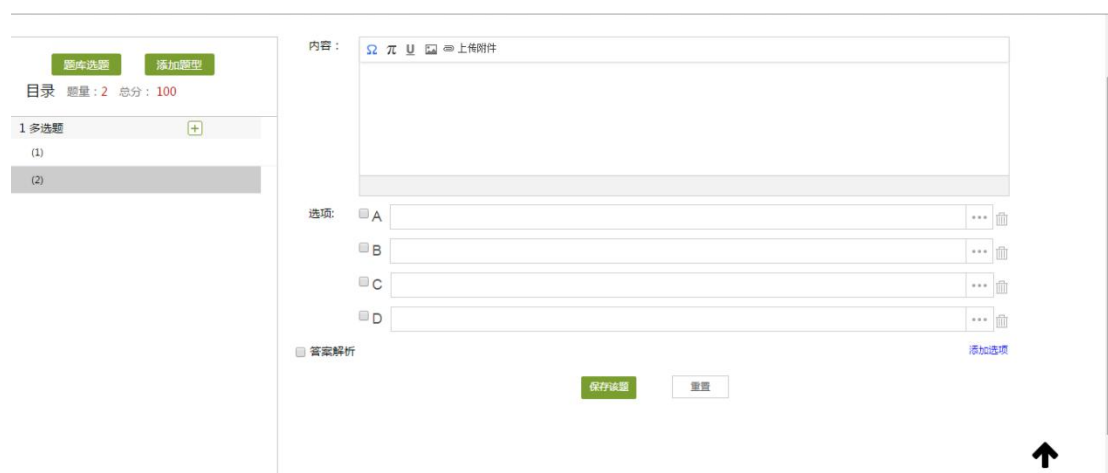 题库选题 添加题型
目录 题量：2 总分： 100
1 多选题
(1)
(2)
内容：
Ω π U 上传附件
选项:
A
B
C
D
答案解析
添加选项
保存该题 重置